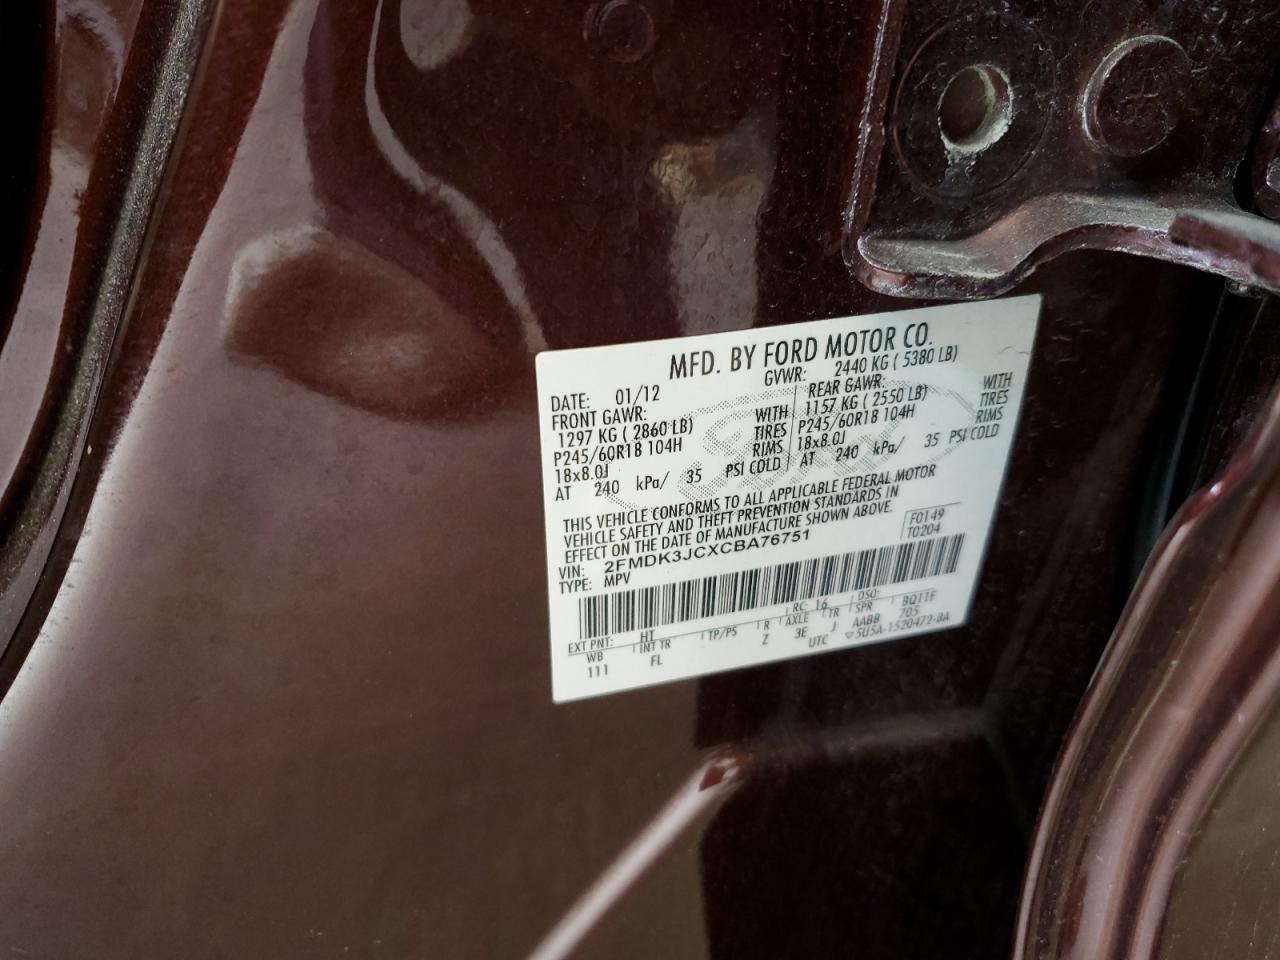 MFD. BY FORD MOTOR CO.
DATE: 01/12
GVWR: 2440 KG ( 5380 LB)
FRONT GAWR:
1297 KG ( 2860 LB) WITH
P245/60R18 104H TIRES
18x8.0J RIMS
AT 240 kPa/ 35 PSI COLD
REAR GAWR:
1157 KG ( 2550 LB) WITH
P245/60R18 104H TIRES
18x8.0J RIMS
AT 240 kPa/ 35 PSI COLD
THIS VEHICLE CONFORMS TO ALL APPLICABLE FEDERAL MOTOR
VEHICLE SAFETY AND THEFT PREVENTION STANDARDS IN
EFFECT ON THE DATE OF MANUFACTURE SHOWN ABOVE.
F0149
T0204
VIN: 2FMDK3JCXCBA76751
TYPE: MPV
EXT PNT: HT RC: 16 DSO: BQ11F
WB INT TR TP/PS R AXLE TR SPR
111 FL Z 3E J AABB 705
UTC ▽5U5A-1520472-BA